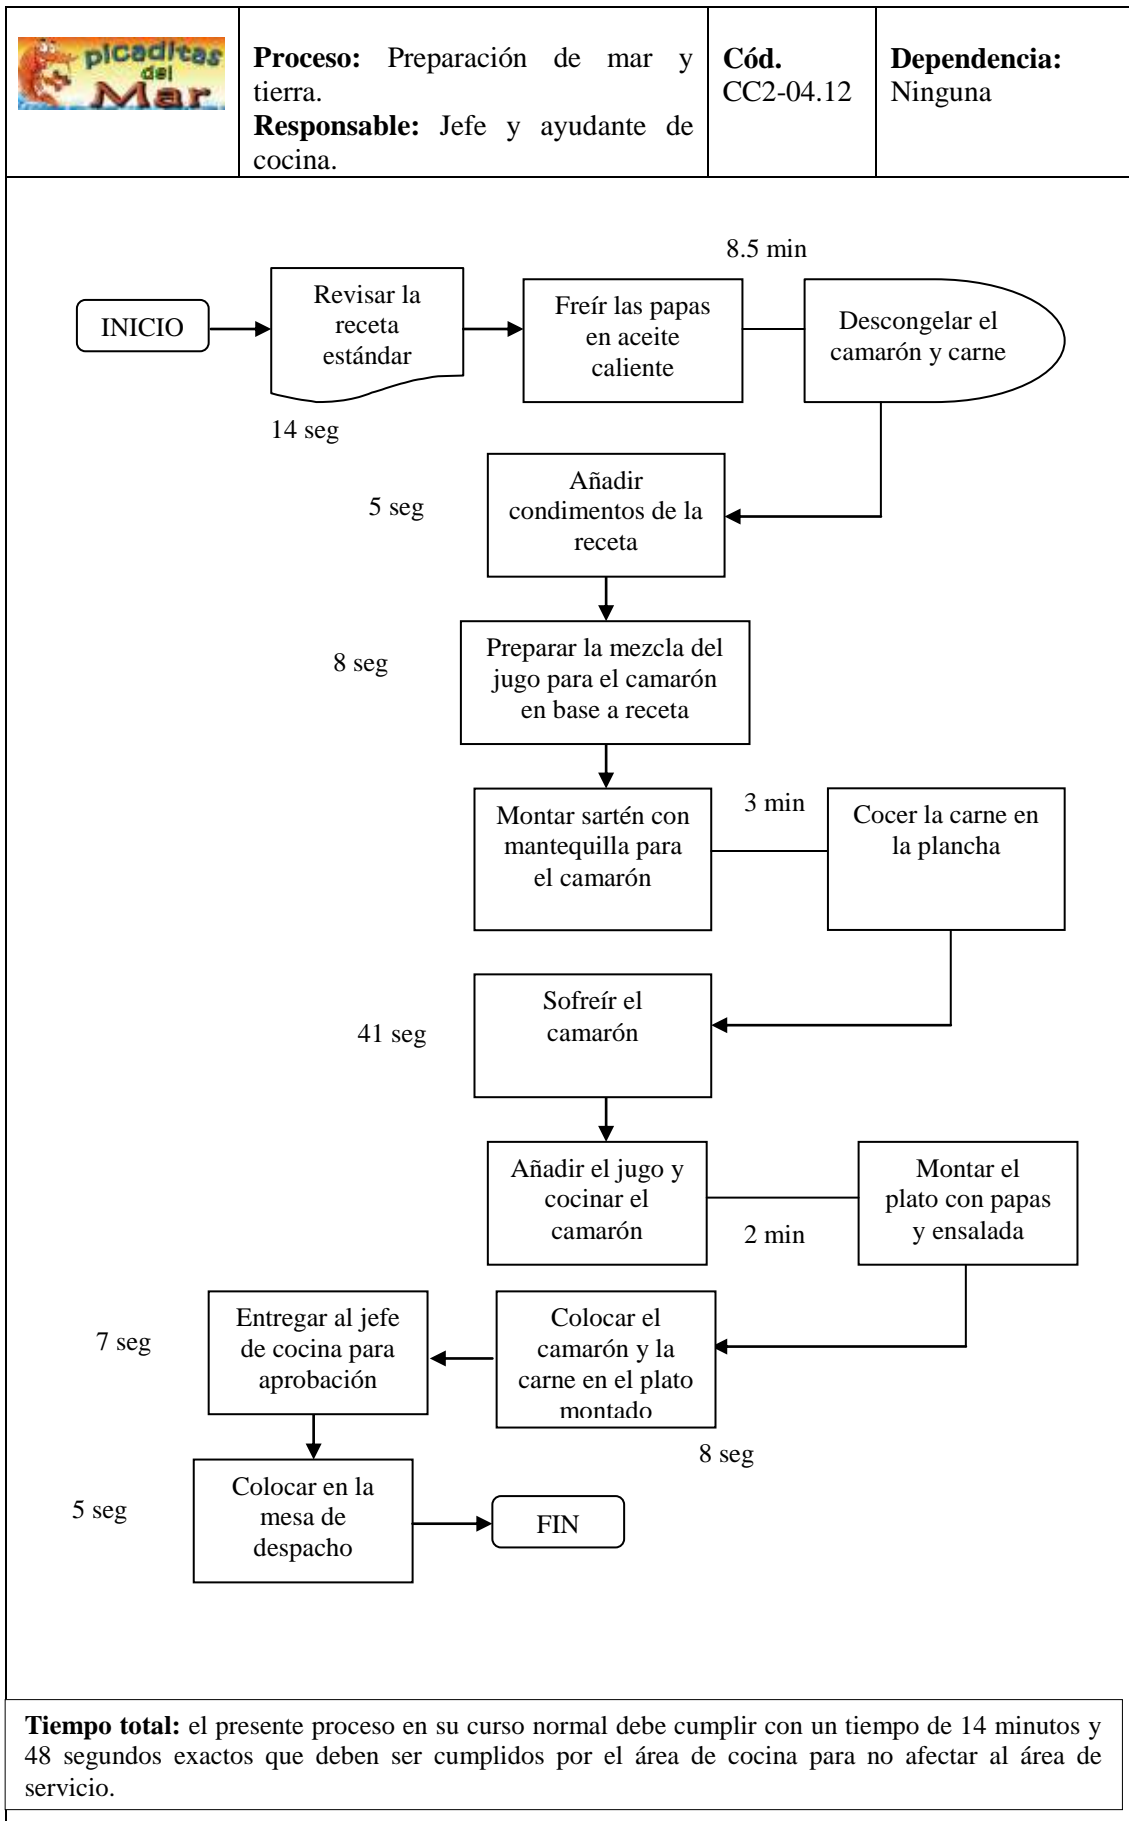 picaditas
del
Mar
Proceso: Preparación de mar y
tierra.
Responsable: Jefe y ayudante de
cocina.
Cód.
CC2-04.12
Dependencia:
Ninguna
8.5 min
INICIO
Revisar la
receta
estándar
Freír las papas
en aceite
caliente
Descongelar el
camarón y carne
14 seg
5 seg
Añadir
condimentos de la
receta
8 seg
Preparar la mezcla del
jugo para el camarón
en base a receta
Montar sartén con
mantequilla para
el camarón
3 min
Cocer la carne en
la plancha
41 seg
Sofreír el
camarón
Añadir el jugo y
cocinar el
camarón
2 min
Montar el
plato con papas
y ensalada
7 seg
Entregar al jefe
de cocina para
aprobación
Colocar el
camarón y la
carne en el plato
montado
8 seg
5 seg
Colocar en la
mesa de
despacho
FIN
Tiempo total: el presente proceso en su curso normal debe cumplir con un tiempo de 14 minutos y
48 segundos exactos que deben ser cumplidos por el área de cocina para no afectar al área de
servicio.